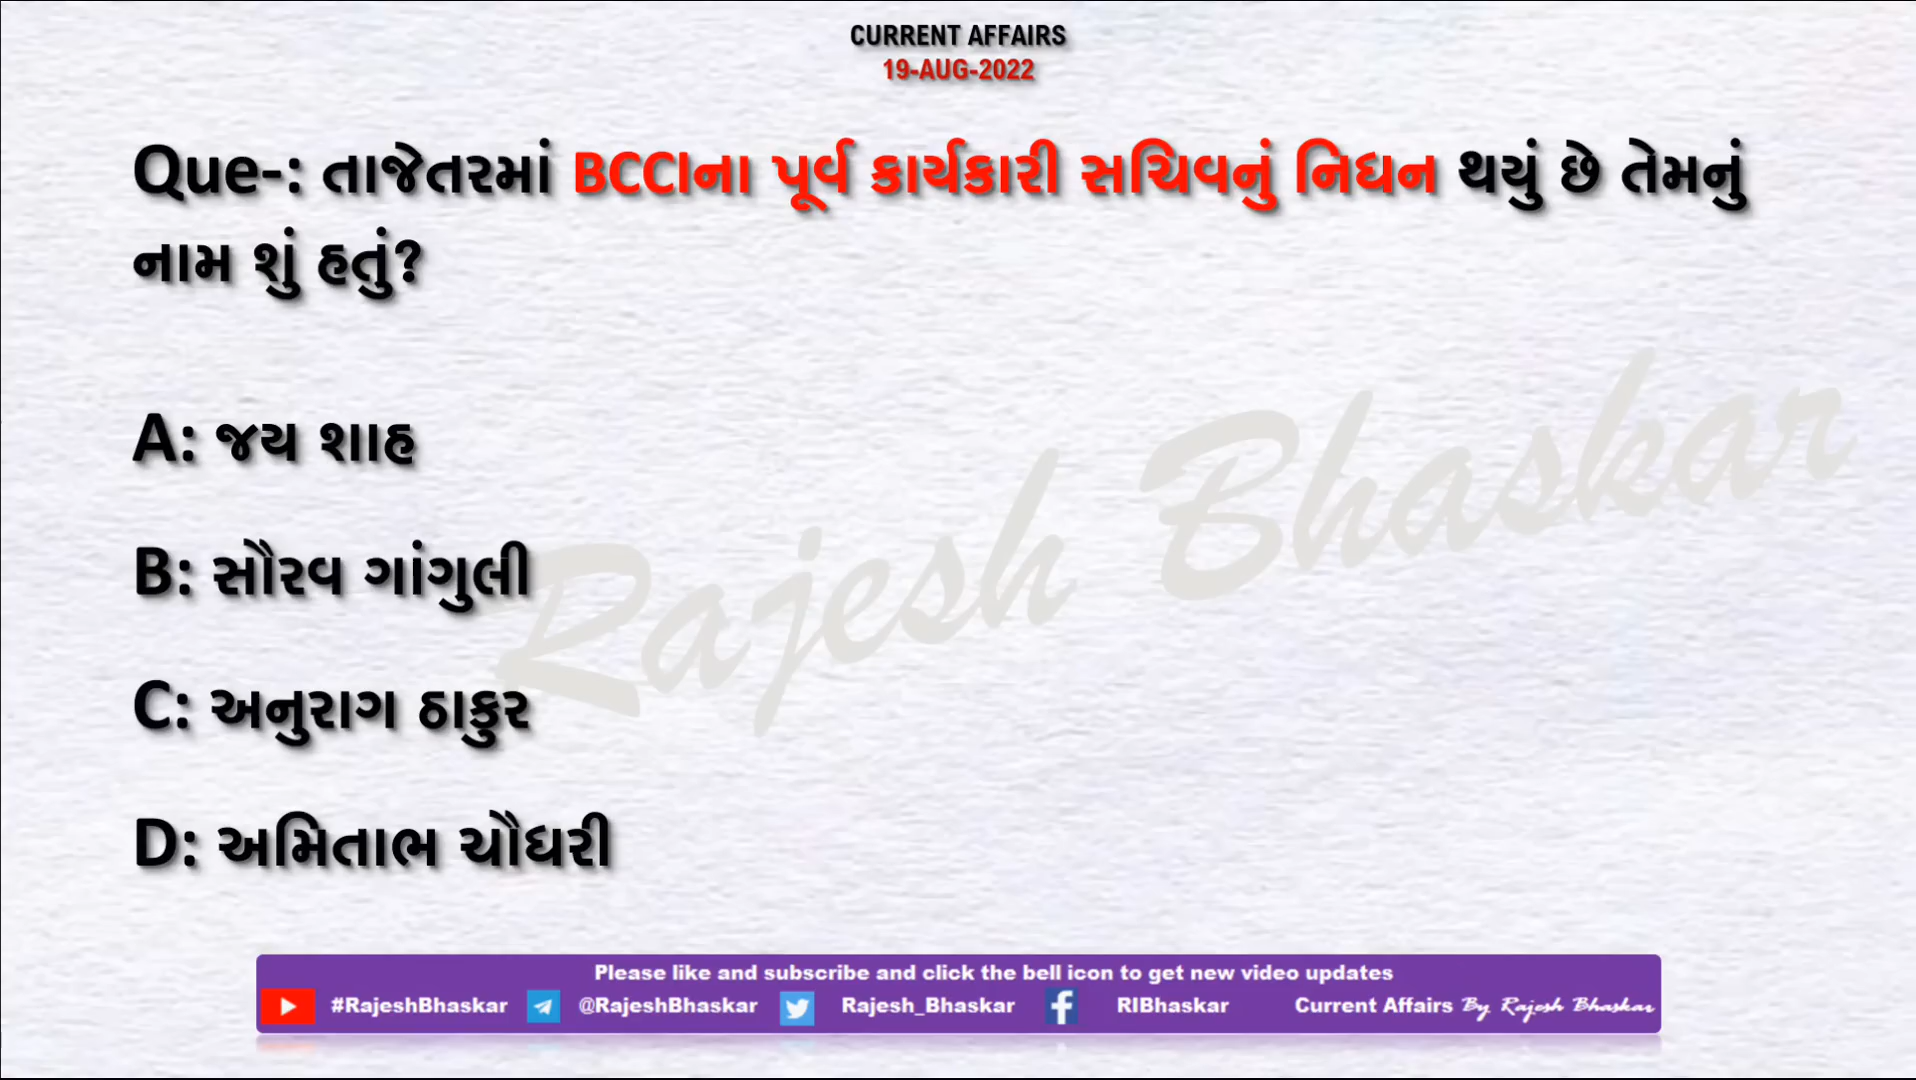 CURRENT AFFAIRS
19-AUG-2022
Que-: તાજેતરમાં BCCIના પૂર્વ કાર્યકારી સચિવનું નિધન થયું છે તેમનું
નામ શું હતું?
A: જય શાહ
B: સૌરવ ગાંગુલી
C: અનુરાગ ઠાકુર
D: અમિતાભ ચૌધરી
Rajesh Bhaskar
Please like and subscribe and click the bell icon to get new video updates
#RajeshBhaskar @RajeshBhaskar Rajesh_Bhaskar RIBhaskar Current Affairs By Rajesh Bhaskar